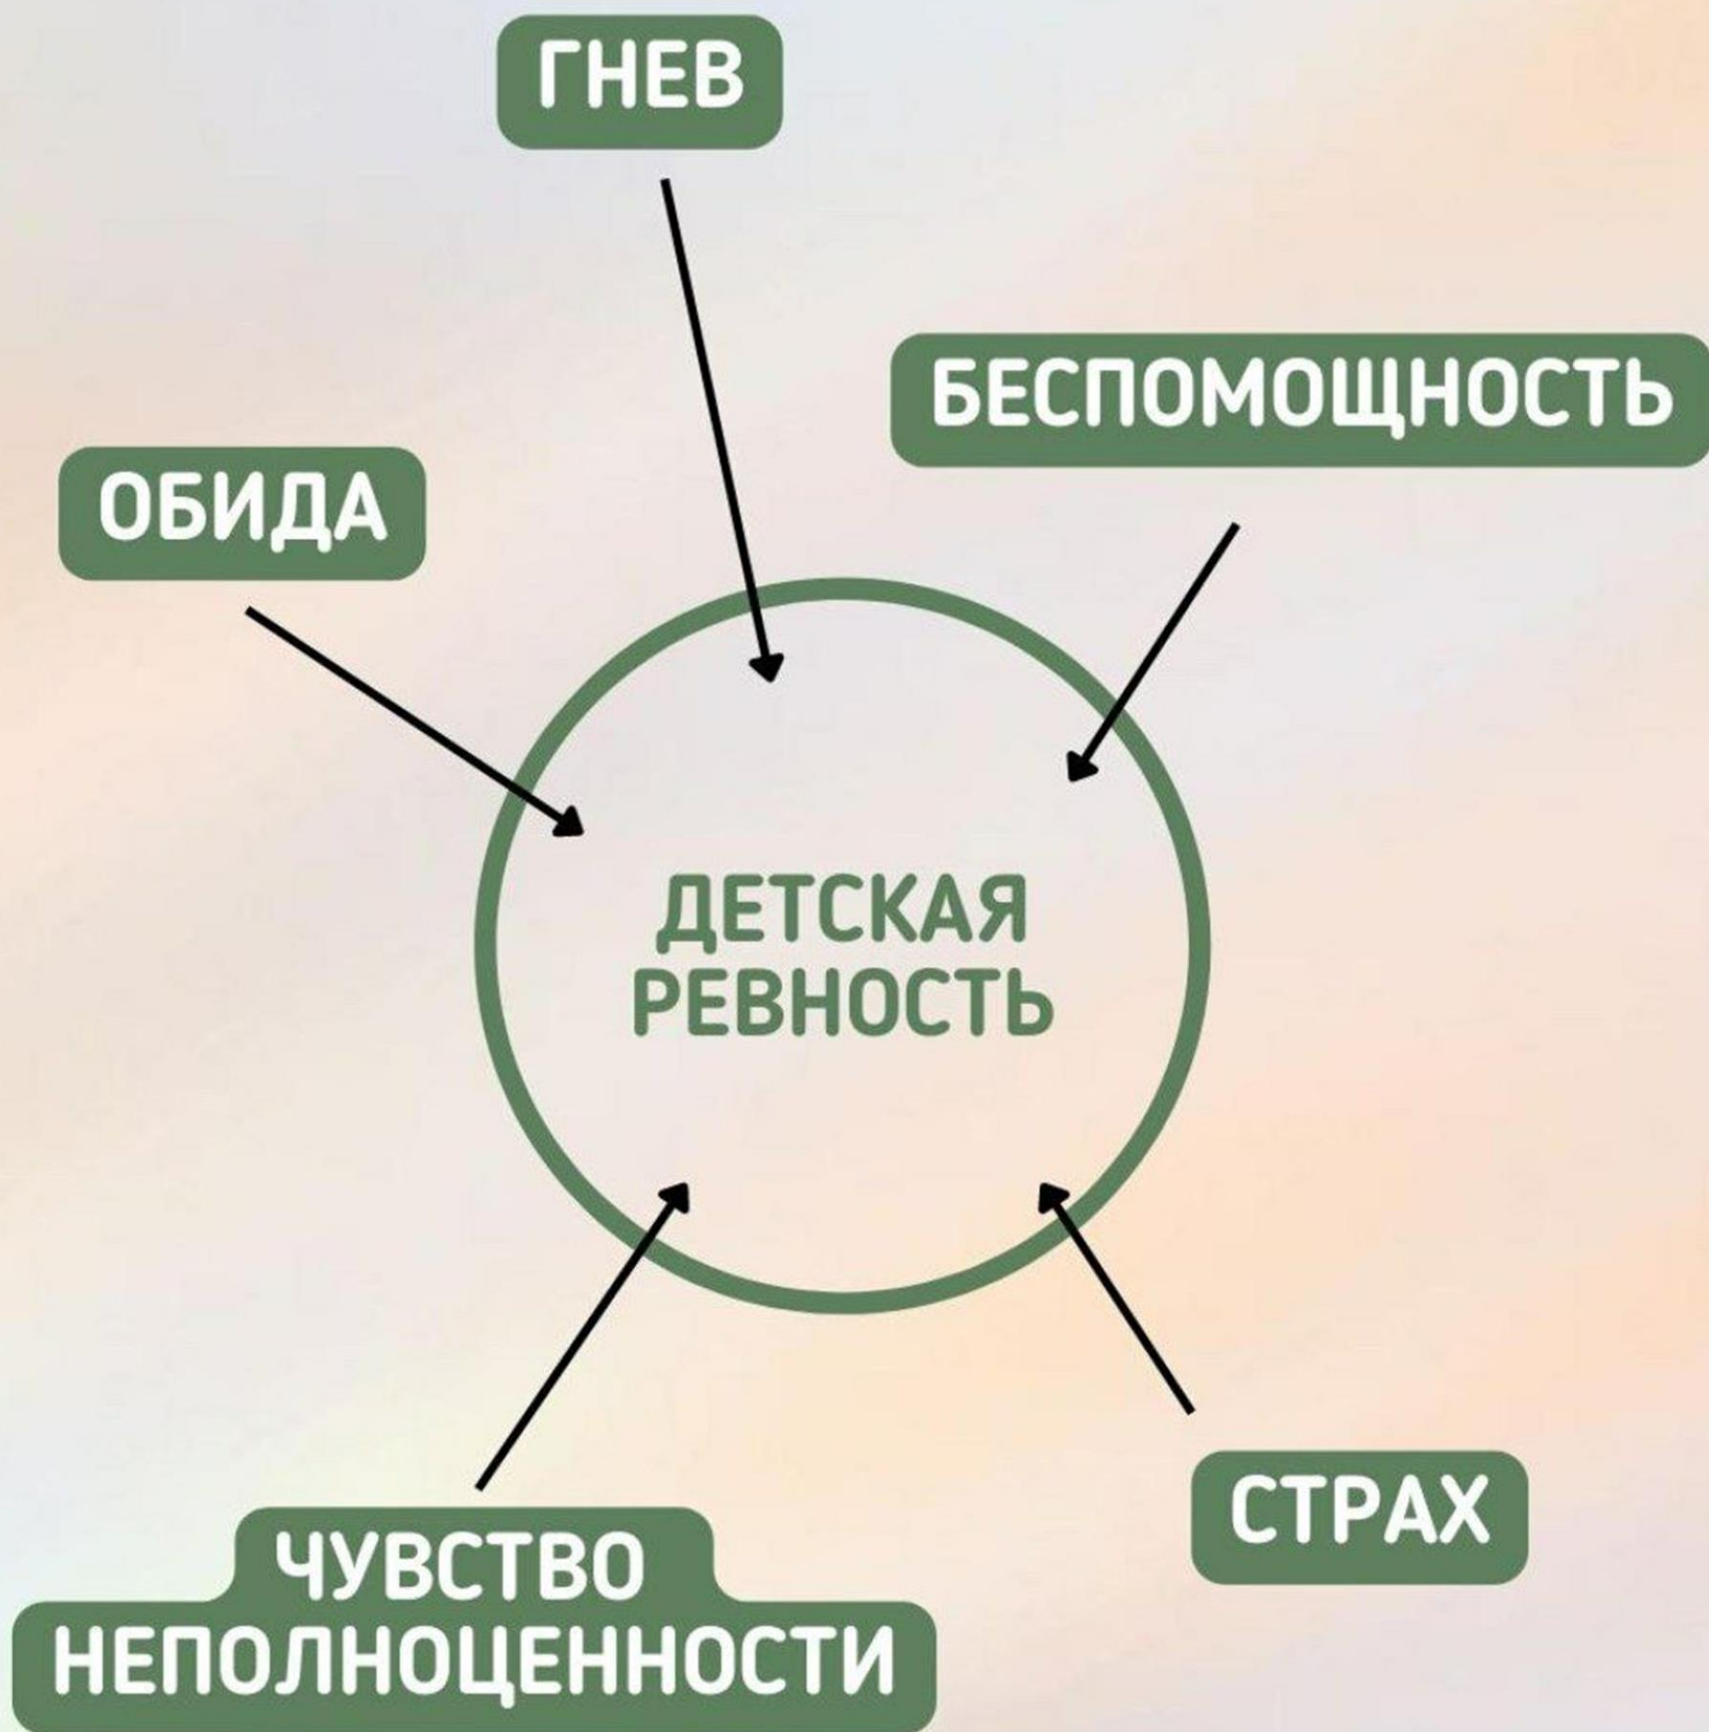 ГНЕВ
БЕСПОМОЩНОСТЬ
ОБИДА
ДЕТСКАЯ
РЕВНОСТЬ
СТРАХ
ЧУВСТВО
НЕПОЛНОЦЕННОСТИ